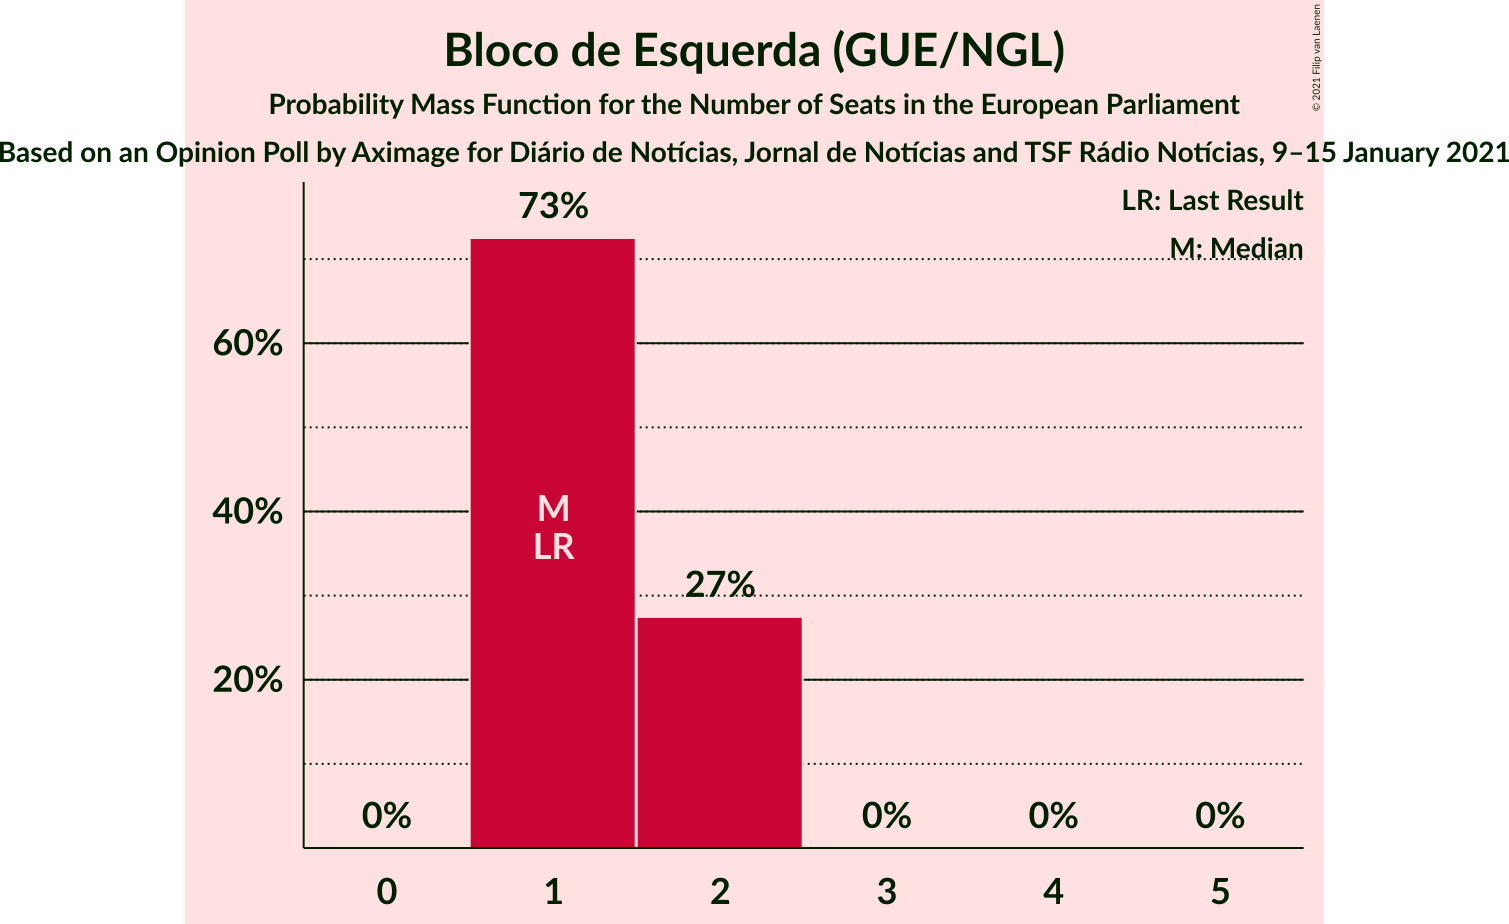 Bloco de Esquerda (GUE/NGL)
Probability Mass Function for the Number of Seats in the European Parliament
Based on an Opinion Poll by Aximage for Diário de Notícias, Jornal de Notícias and TSF Rádio Notícias, 9–15 January 2021
© 2021 Filip van Laenen
LR: Last Result
M: Median
73%
60%
40%
20%
M
LR
27%
0%
0%
0%
0%
0 1 2 3 4 5